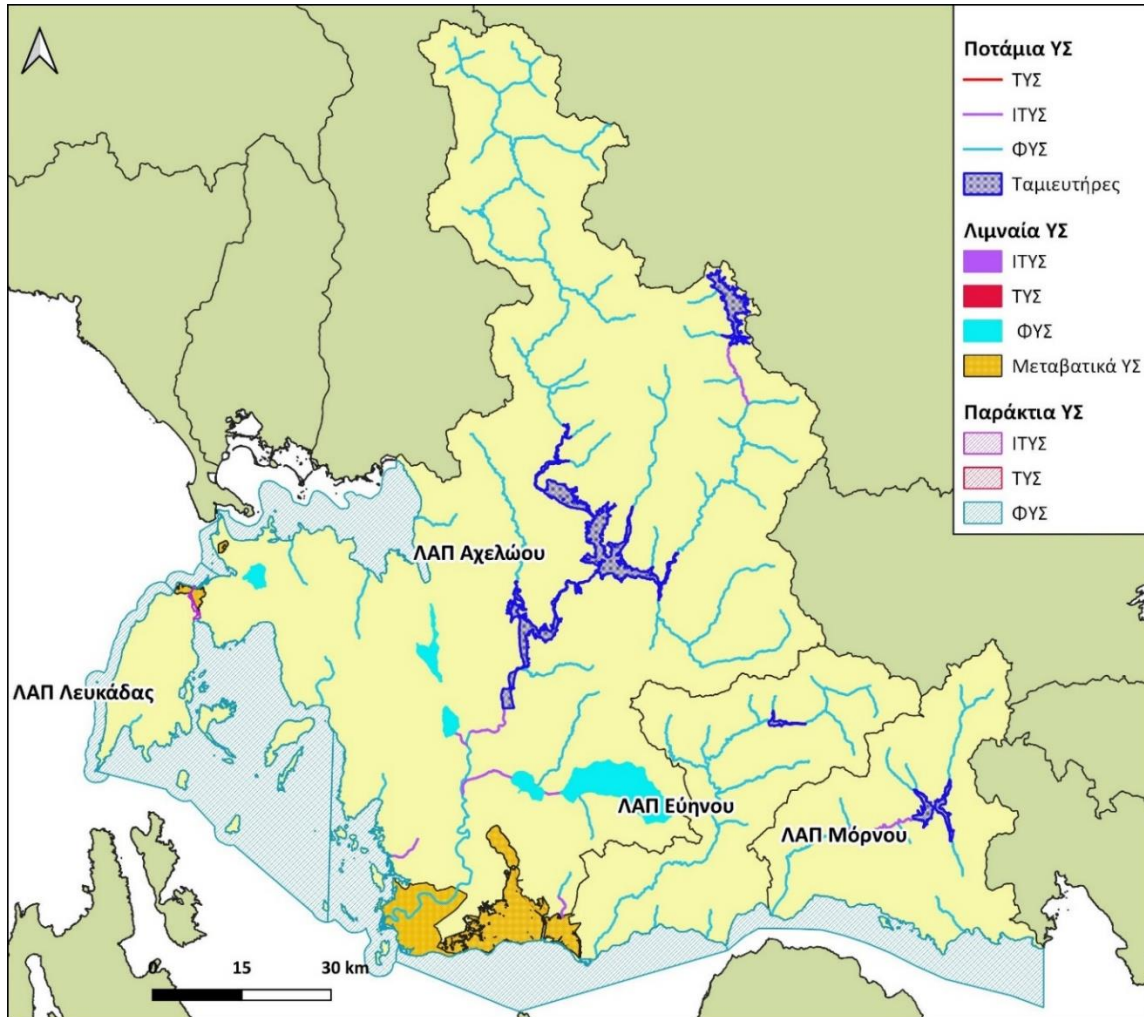 Ποτάμια ΥΣ
ΤΥΣ
ΙΤΥΣ
ΦΥΣ
Ταμιευτήρες
Λιμναία ΥΣ
ΙΤΥΣ
ΤΥΣ
ΦΥΣ
Μεταβατικά ΥΣ
Παράκτια ΥΣ
ΙΤΥΣ
ΤΥΣ
ΦΥΣ
ΛΑΠ Αχελώου
ΛΑΠ Λευκάδας
ΛΑΠ Εύηνου
ΛΑΠ Μόρνου
0 15 30 km